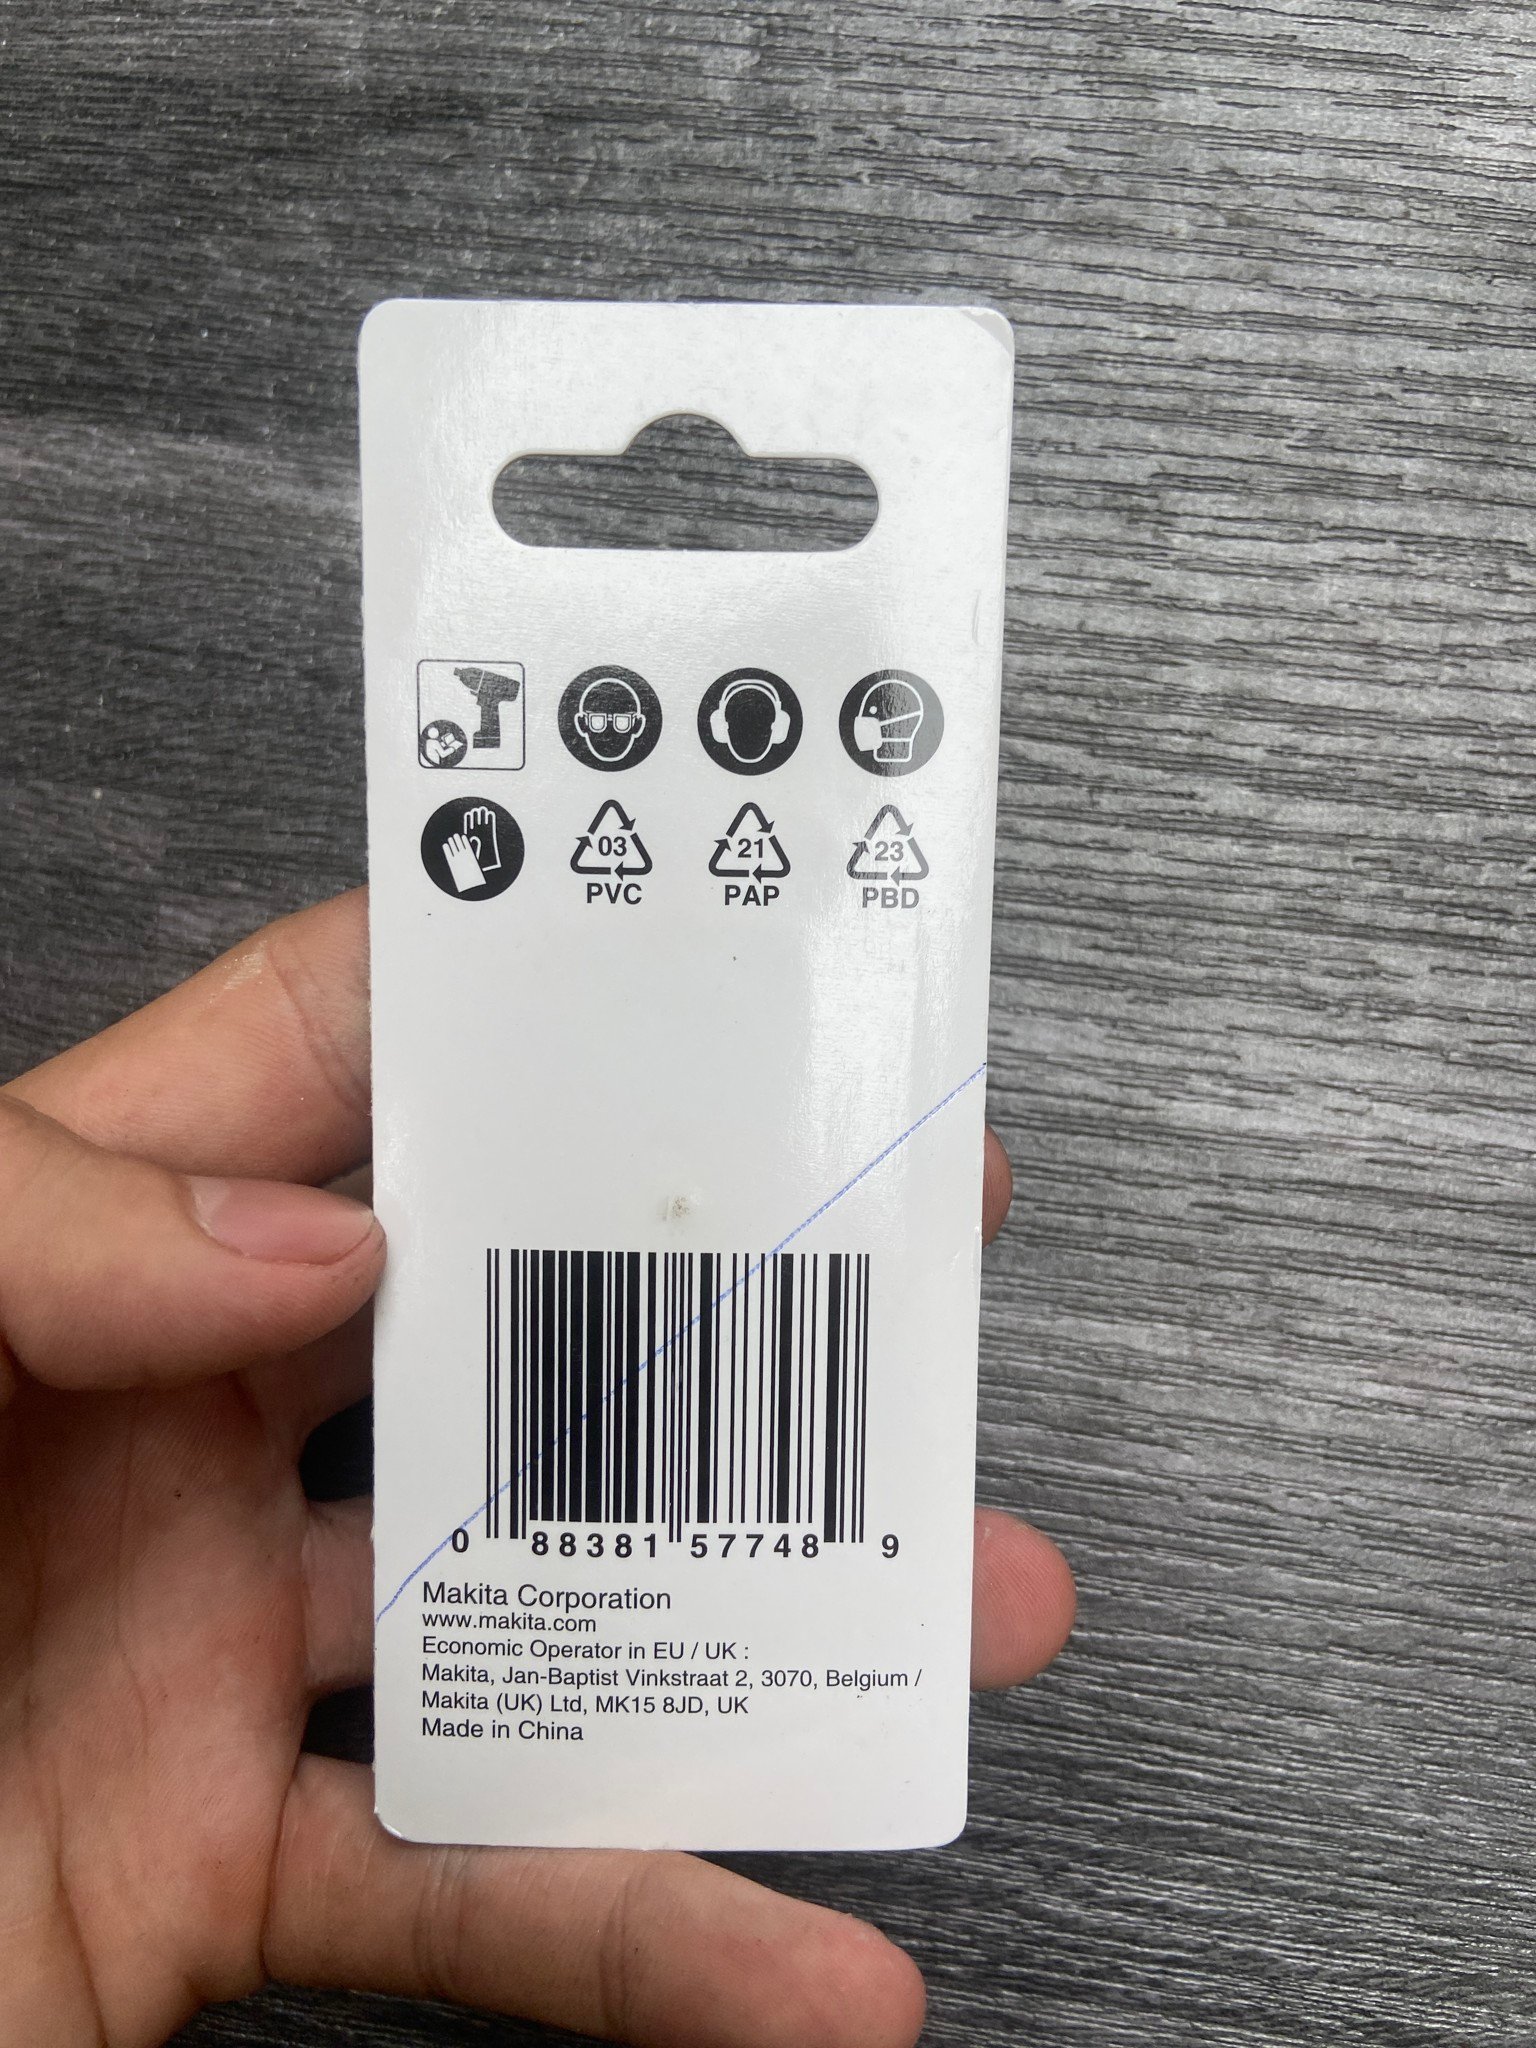 03 21 23
PVC PAP PBD
0 88381 57748 9
Makita Corporation
www.makita.com
Economic Operator in EU / UK :
Makita, Jan-Baptist Vinkstraat 2, 3070, Belgium /
Makita (UK) Ltd, MK15 8JD, UK
Made in China